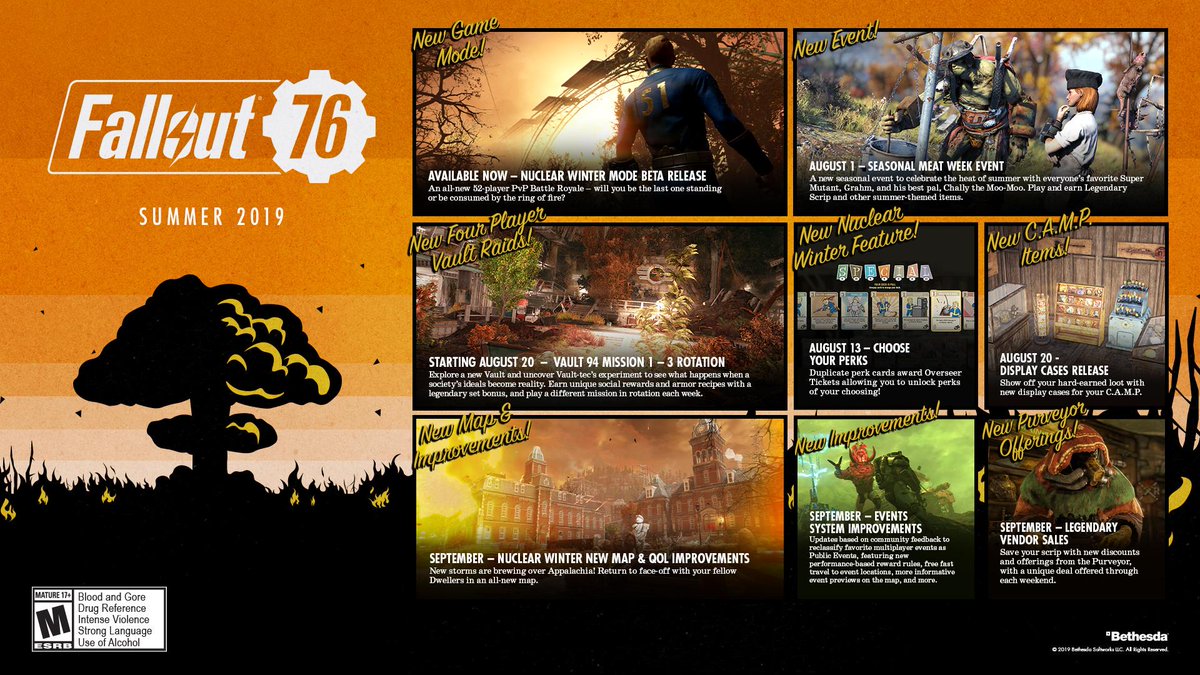 Fallout 76
SUMMER 2019
New Game
Mode!
51
AVAILABLE NOW – NUCLEAR WINTER MODE BETA RELEASE
An all-new 52-player PvP Battle Royale – will you be the last one standing
or be consumed by the ring of fire?
New Event!
AUGUST 1 – SEASONAL MEAT WEEK EVENT
A new seasonal event to celebrate the heat of summer with everyone's favorite Super
Mutant, Grahm, and his best pal, Chally the Moo-Moo. Play and earn Legendary
Scrip and other summer-themed items.
New Four Player
Vault Raids!
STARTING AUGUST 20 – VAULT 94 MISSION 1 – 3 ROTATION
Explore a new Vault and uncover Vault-tec's experiment to see what happens when a
society's ideals become reality. Earn unique social rewards and armor recipes with a
legendary set bonus, and play a different mission in rotation each week.
New Nuclear
Winter Feature!
SPECIAL
AUGUST 13 – CHOOSE
YOUR PERKS
Duplicate perk cards award Overseer
Tickets allowing you to unlock perks
of your choosing!
New C.A.M.P.
Items!
AUGUST 20 -
DISPLAY CASES RELEASE
Show off your hard-earned loot with
new display cases for your C.A.M.P.
New Map &
Improvements!
SEPTEMBER – NUCLEAR WINTER NEW MAP & QOL IMPROVEMENTS
New storms are brewing over Appalachia! Return to face-off with your fellow
Dwellers in an all-new map.
New Improvements!
SEPTEMBER – EVENTS
SYSTEM IMPROVEMENTS
Updates based on community feedback to
reclassify favorite multiplayer events as
Public Events, featuring new
performance-based reward rules, free fast
travel to event locations, more informative
event previews on the map, and more.
New Purveyor
Offerings!
SEPTEMBER – LEGENDARY
VENDOR SALES
Save your scrip with new discounts
and offerings from the Purveyor,
with a unique deal offered through
each weekend.
MATURE 17+
M
ESRB
Blood and Gore
Drug Reference
Intense Violence
Strong Language
Use of Alcohol
Bethesda
© 2019 Bethesda Softworks LLC. All Rights Reserved.